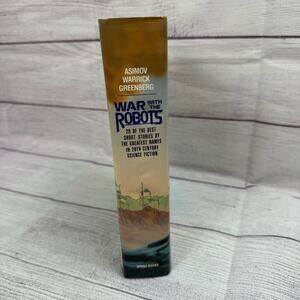 ASIMOV
WARRICK
GREENBERG
WAR WITH THE
ROBOTS
28 OF THE BEST
SHORT STORIES BY
THE GREATEST NAMES
IN 20TH CENTURY
SCIENCE FICTION